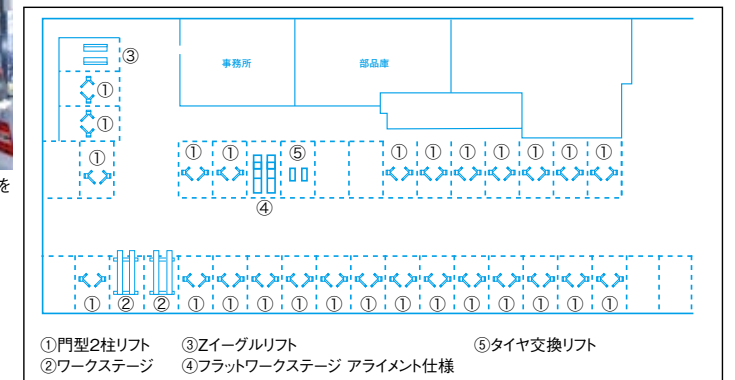 事務所 部品庫
③
①
①
① ① ① ⑤ ① ① ① ① ① ① ①
を
④
① ② ② ① ① ① ① ① ① ① ① ① ① ① ① ①
①門型2柱リフト ③Zイーグルリフト ⑤タイヤ交換リフト
②ワークステージ ④フラットワークステージ アライメント仕様